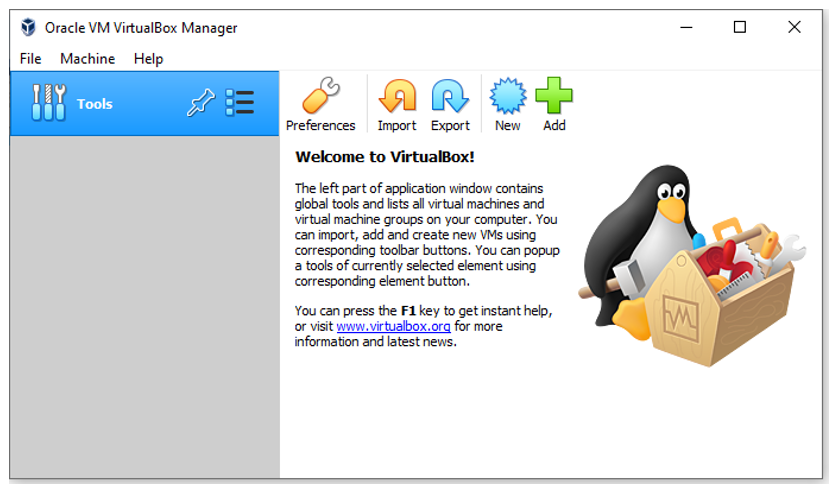 Oracle VM VirtualBox Manager
File Machine Help
Tools
Preferences Import Export New Add
Welcome to VirtualBox!
The left part of application window contains
global tools and lists all virtual machines and
virtual machine groups on your computer. You
can import, add and create new VMs using
corresponding toolbar buttons. You can popup
a tools of currently selected element using
corresponding element button.
You can press the F1 key to get instant help,
or visit www.virtualbox.org for more
information and latest news.